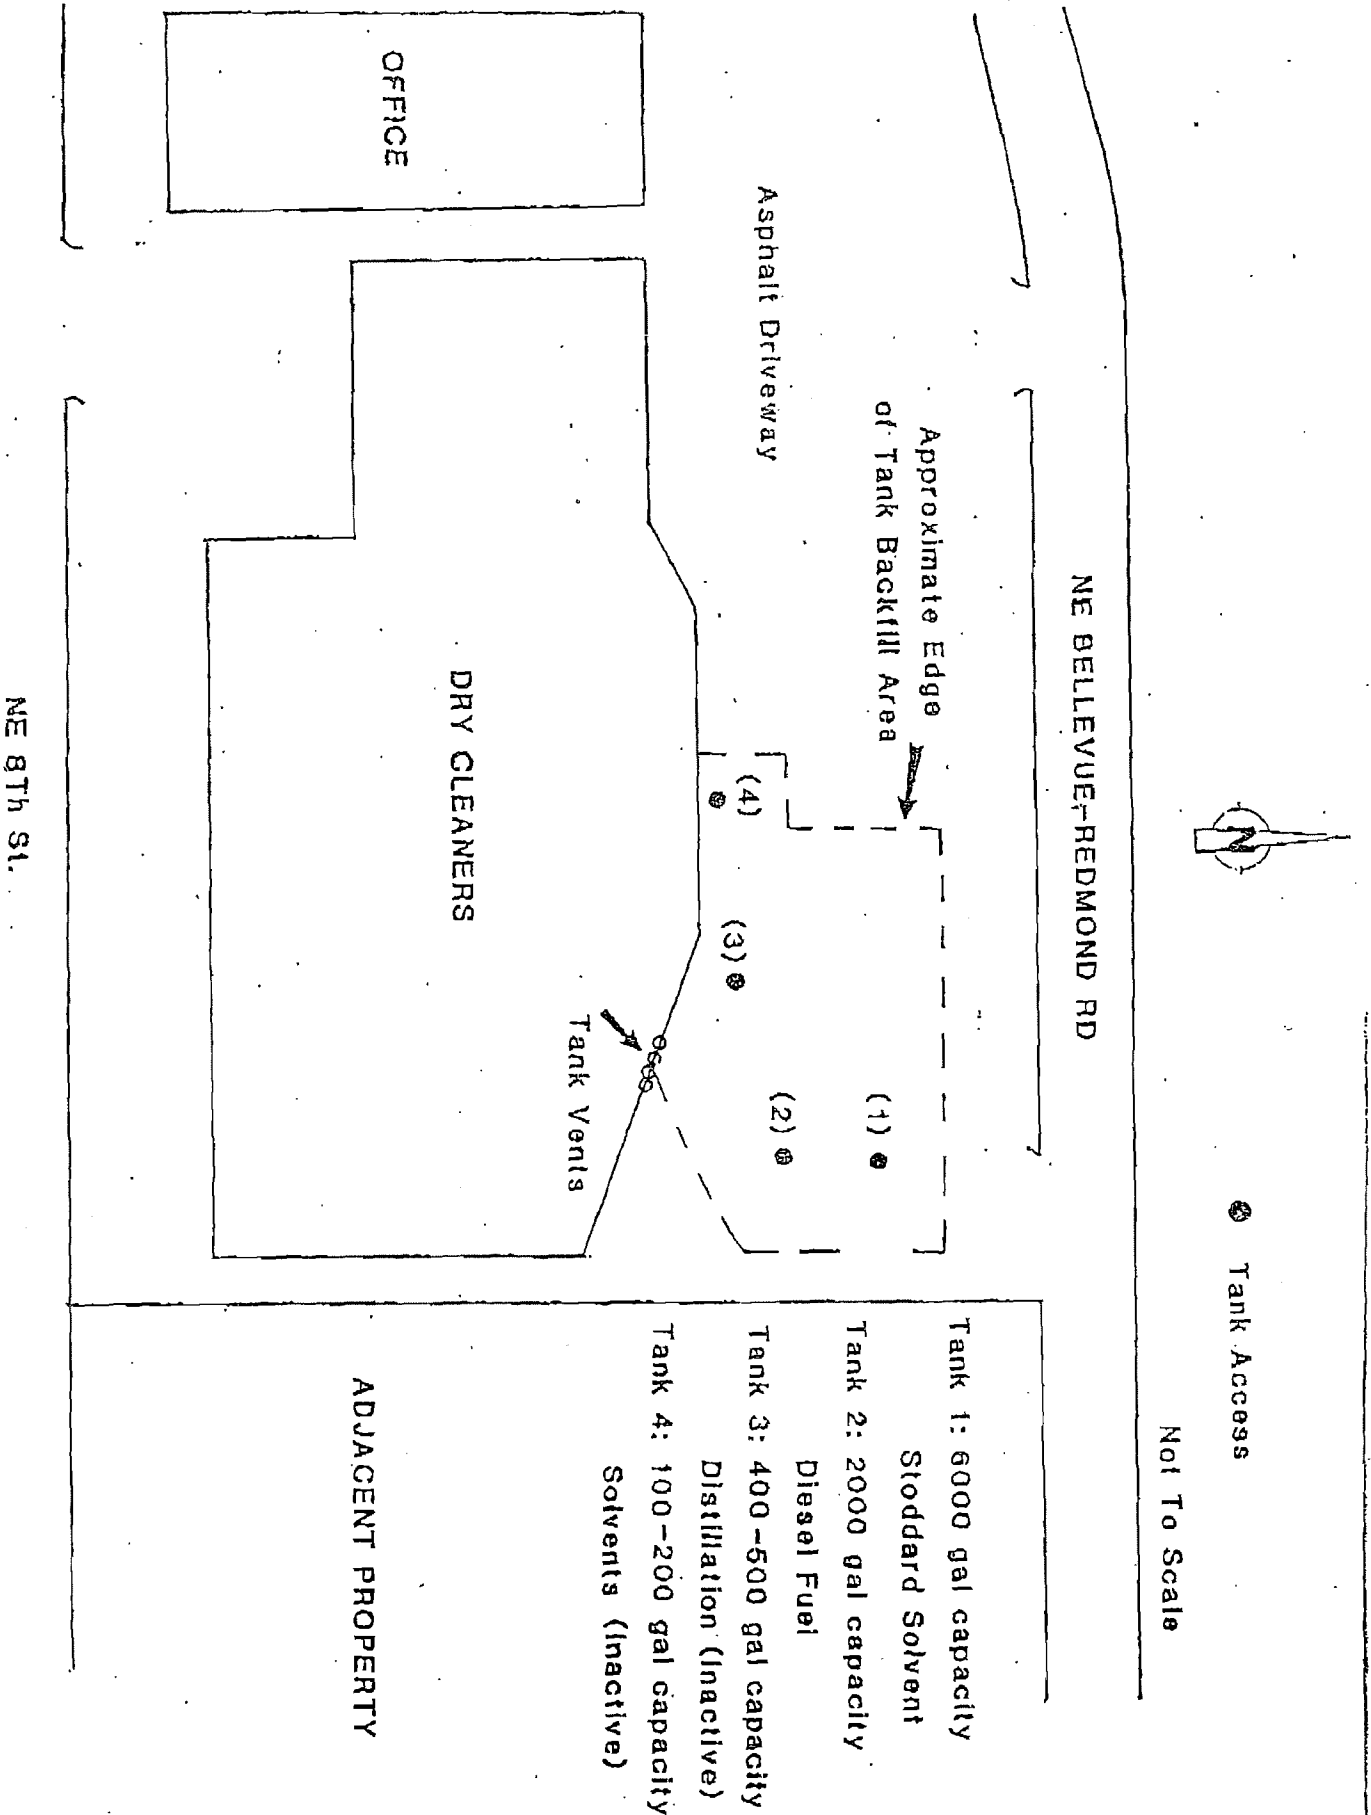 N
Tank Access
Not To Scale
NE BELLEVUE-REDMOND RD
Approximate Edge
of Tank Backfill Area
Asphalt Driveway
(1)
(2)
(3)
(4)
Tank Vents
OFFICE
DRY CLEANERS
Tank 1: 6000 gal capacity
Stoddard Solvent
Tank 2: 2000 gal capacity
Diesel Fuel
Tank 3: 400-500 gal capacity
Distillation (Inactive)
Tank 4: 100-200 gal capacity
Solvents (Inactive)
ADJACENT PROPERTY
NE 8Th St.